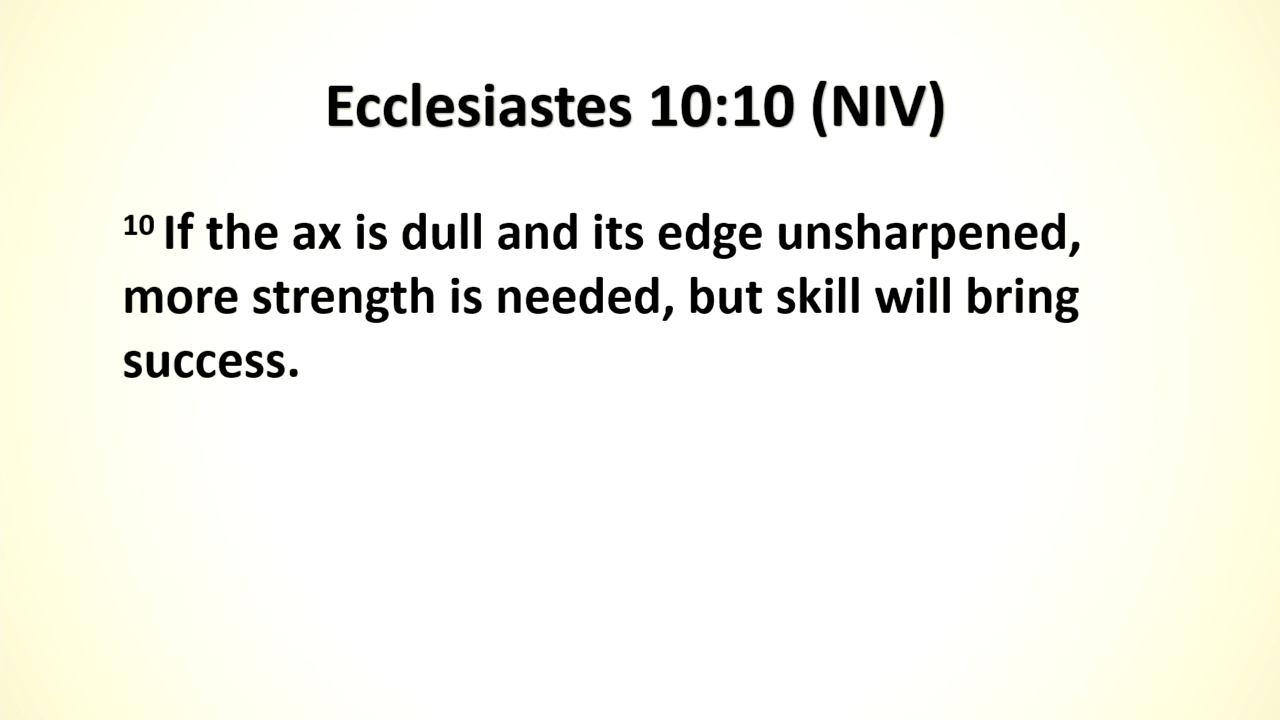 Ecclesiastes 10:10 (NIV)
10 If the ax is dull and its edge unsharpened,
more strength is needed, but skill will bring
success.